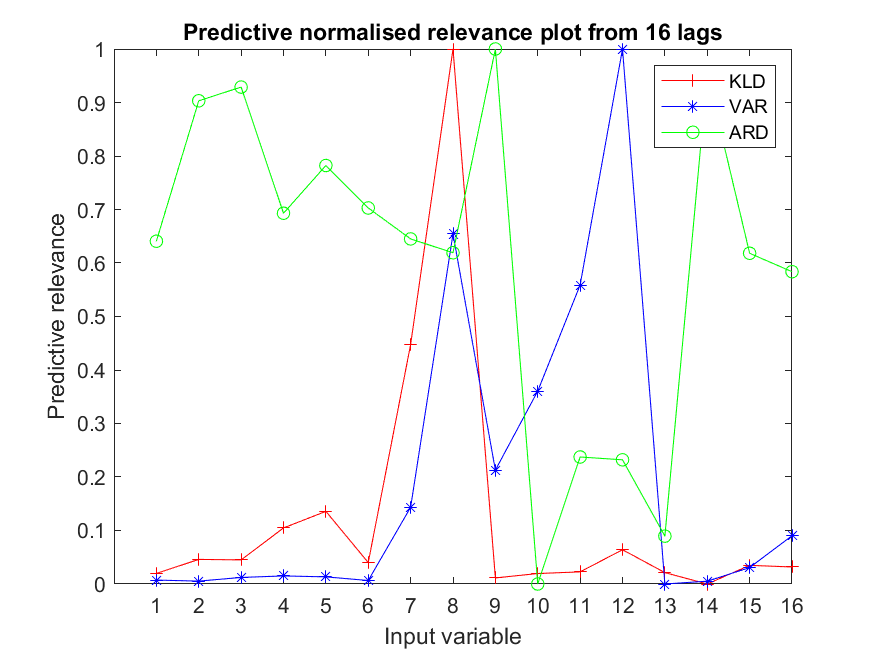 Predictive normalised relevance plot from 16 lags
KLD
VAR
ARD
Predictive relevance
1
0.9
0.8
0.7
0.6
0.5
0.4
0.3
0.2
0.1
0
1 2 3 4 5 6 7 8 9 10 11 12 13 14 15 16
Input variable